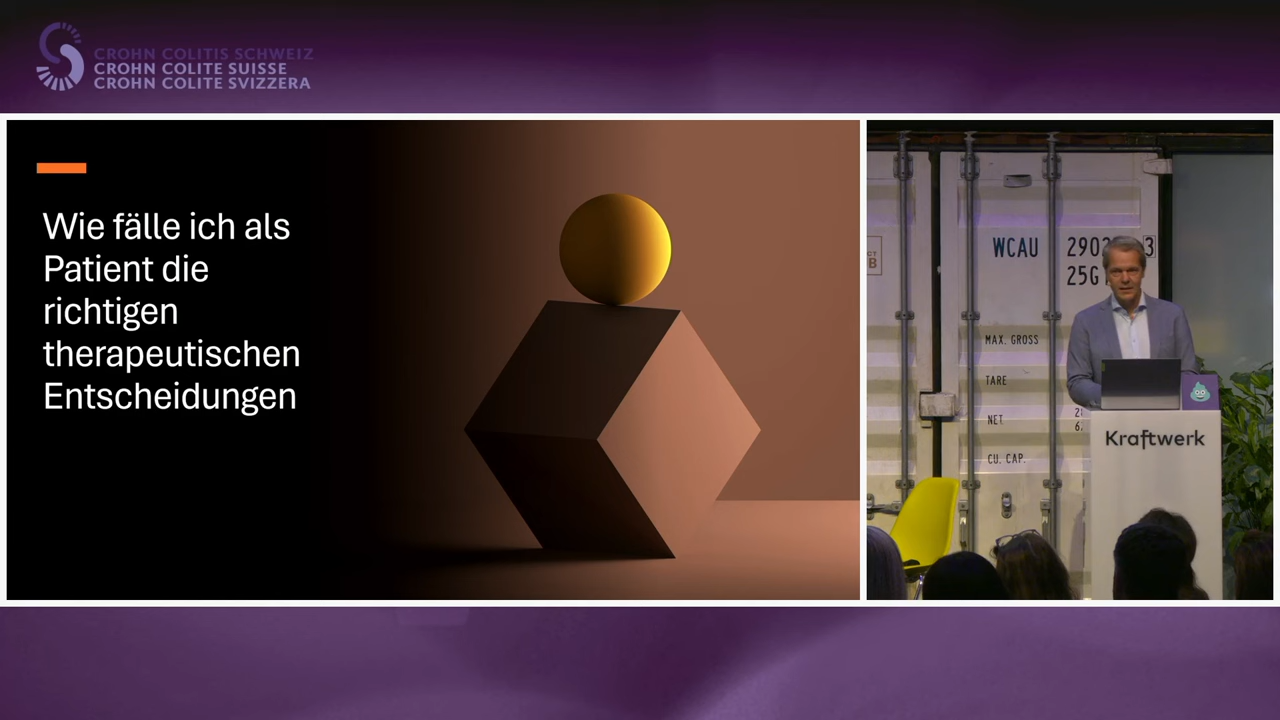 CROHN COLITIS SCHWEIZ
CROHN COLITE SUISSE
CROHN COLITE SVIZZERA
Wie fälle ich als
Patient die
richtigen
therapeutischen
Entscheidungen
WCAU
25G
MAX. GROSS
TARE
NET
CU. CAP.
Kraftwerk